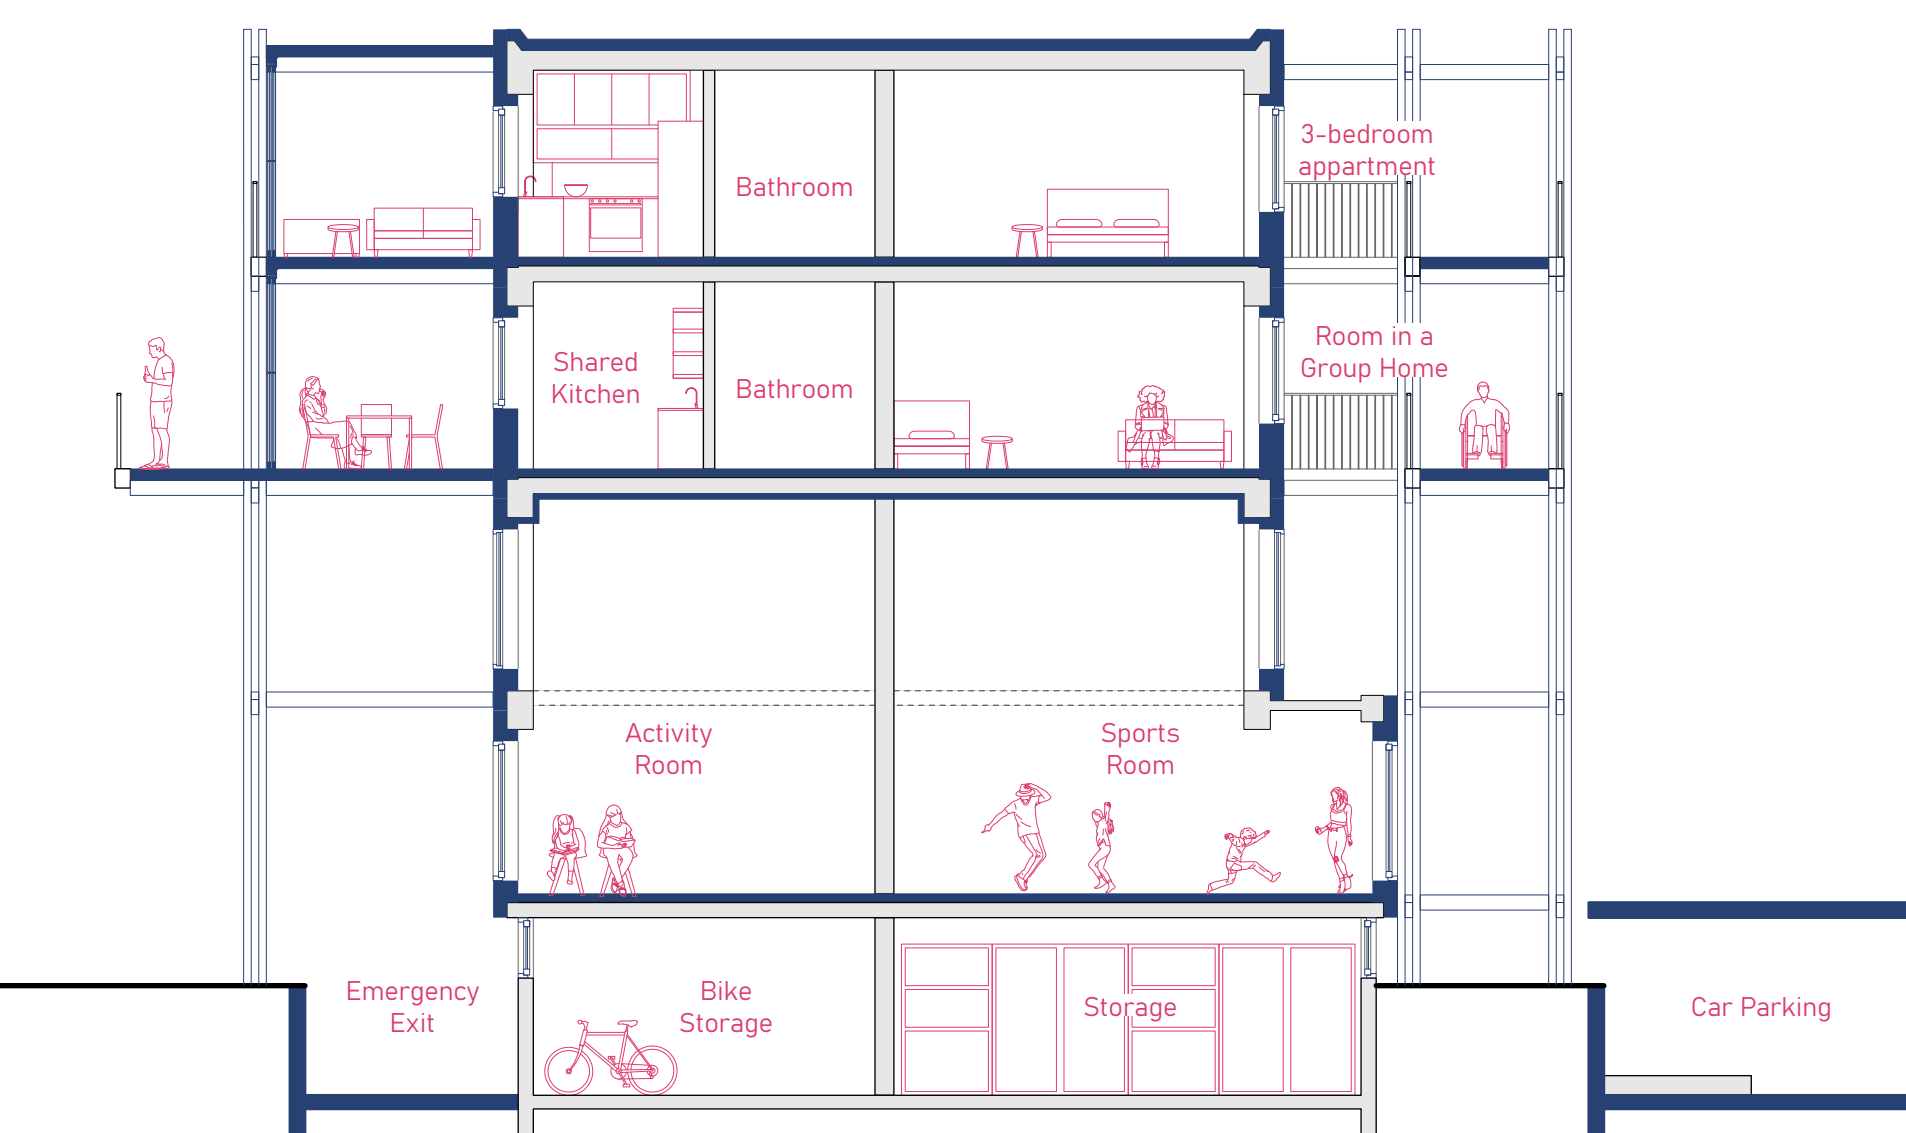 3-bedroom
appartment
Bathroom
Room in a
Group Home
Shared
Kitchen
Bathroom
Activity
Room
Sports
Room
Emergency
Exit
Bike
Storage
Storage
Car Parking